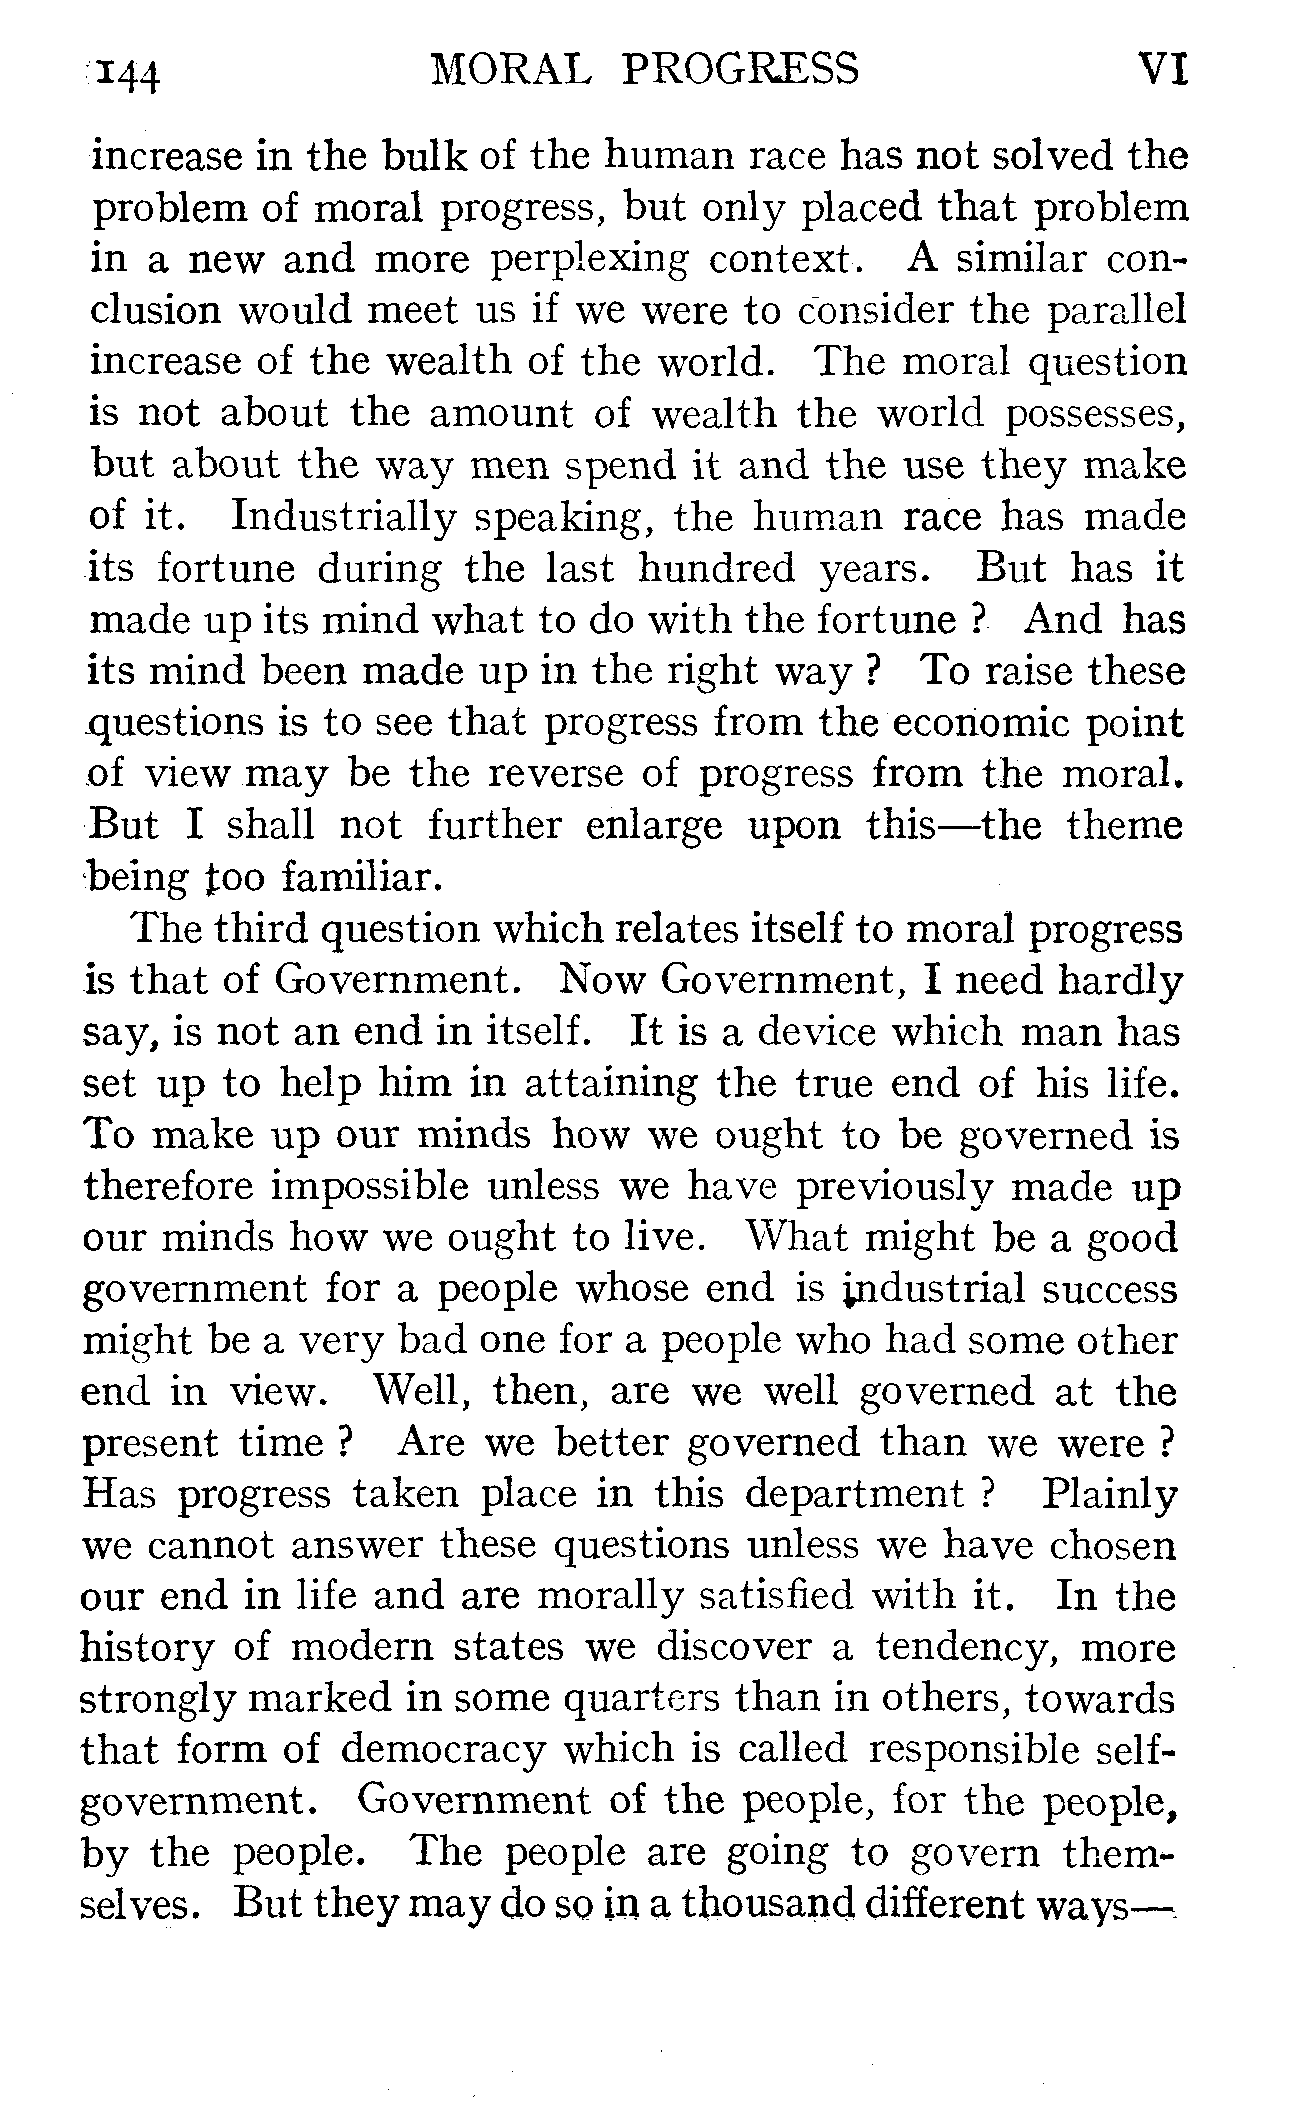 144 MORAL PROGRESS VI
increase in the bulk of the human race has not solved the
problem of moral progress, but only placed that problem
in a new and more perplexing context. A similar con-
clusion would meet us if we were to consider the parallel
increase of the wealth of the world. The moral question
is not about the amount of wealth the world possesses,
but about the way men spend it and the use they make
of it. Industrially speaking, the human race has made
its fortune during the last hundred years. But has it
made up its mind what to do with the fortune ? And has
its mind been made up in the right way ? To raise these
questions is to see that progress from the economic point
of view may be the reverse of progress from the moral.
But I shall not further enlarge upon this—the theme
being too familiar.
The third question which relates itself to moral progress
is that of Government. Now Government, I need hardly
say, is not an end in itself. It is a device which man has
set up to help him in attaining the true end of his life.
To make up our minds how we ought to be governed is
therefore impossible unless we have previously made up
our minds how we ought to live. What might be a good
government for a people whose end is industrial success
might be a very bad one for a people who had some other
end in view. Well, then, are we well governed at the
present time ? Are we better governed than we were ?
Has progress taken place in this department ? Plainly
we cannot answer these questions unless we have chosen
our end in life and are morally satisfied with it. In the
history of modern states we discover a tendency, more
strongly marked in some quarters than in others, towards
that form of democracy which is called responsible self-
government. Government of the people, for the people,
by the people. The people are going to govern them-
selves. But they may do so in a thousand different ways—